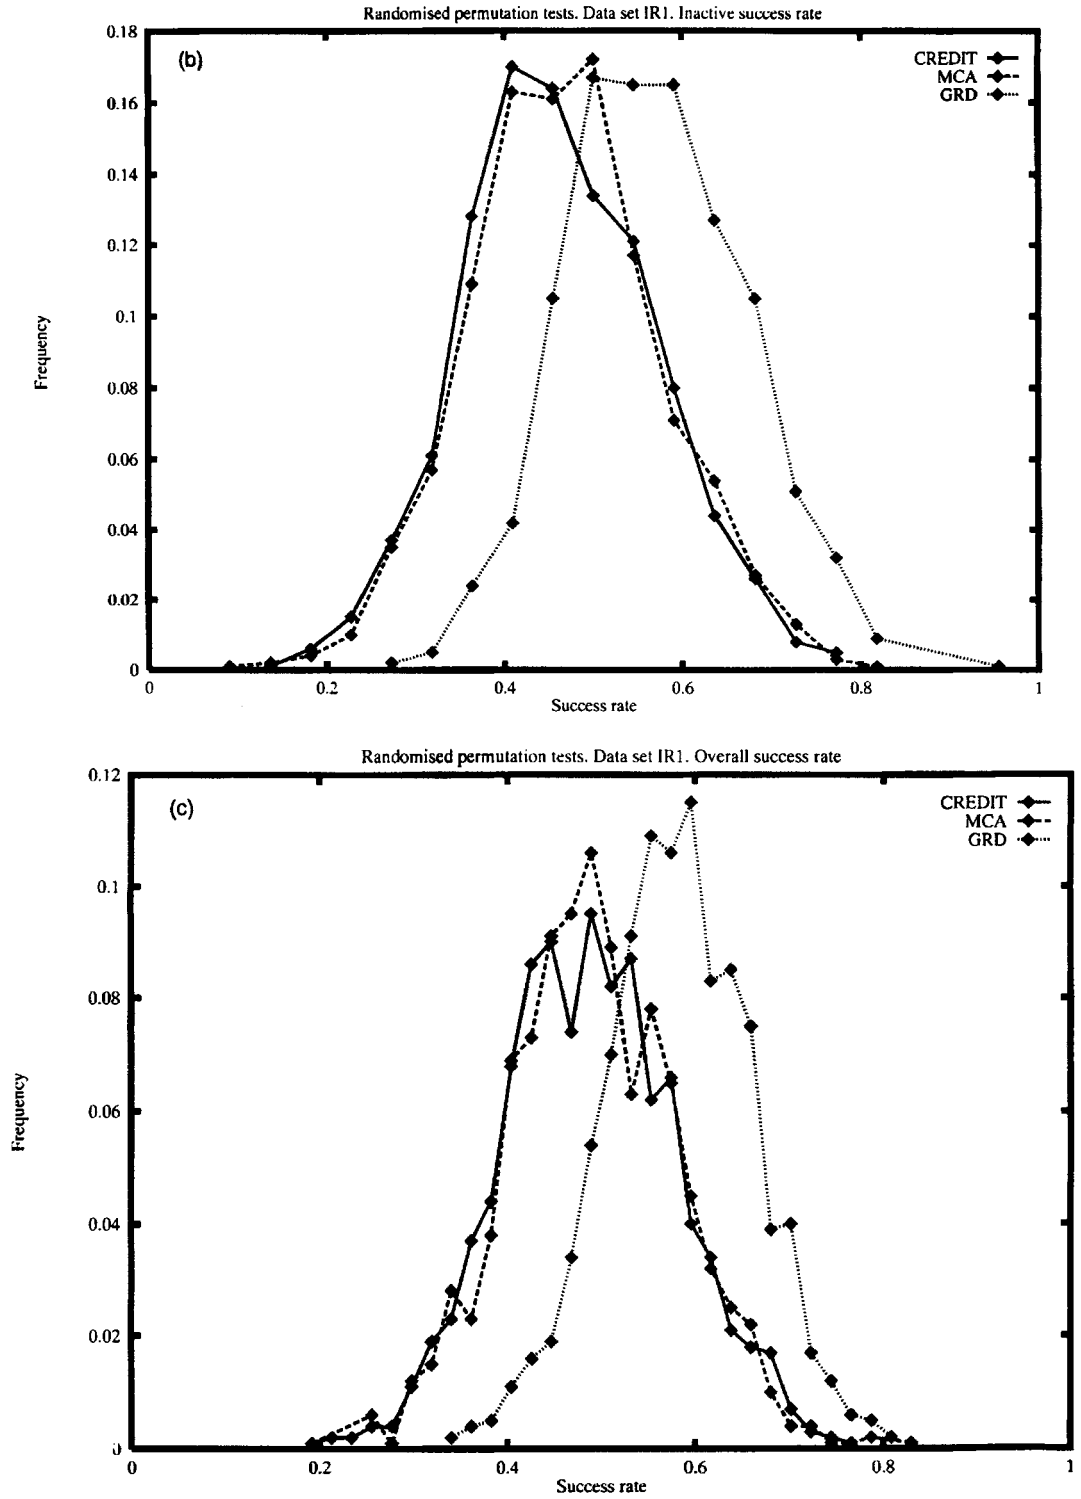 Randomised permutation tests. Data set IR1. Inactive success rate
(b)
CREDIT
MCA
GRD
0.18
0.16
0.14
0.12
0.1
0.08
0.06
0.04
0.02
0
Frequency
0
0.2
0.4
0.6
0.8
1
Success rate
Randomised permutation tests. Data set IR1. Overall success rate
(c)
CREDIT
MCA
GRD
0.12
0.1
0.08
0.06
0.04
0.02
0
Frequency
0
0.2
0.4
0.6
0.8
1
Success rate